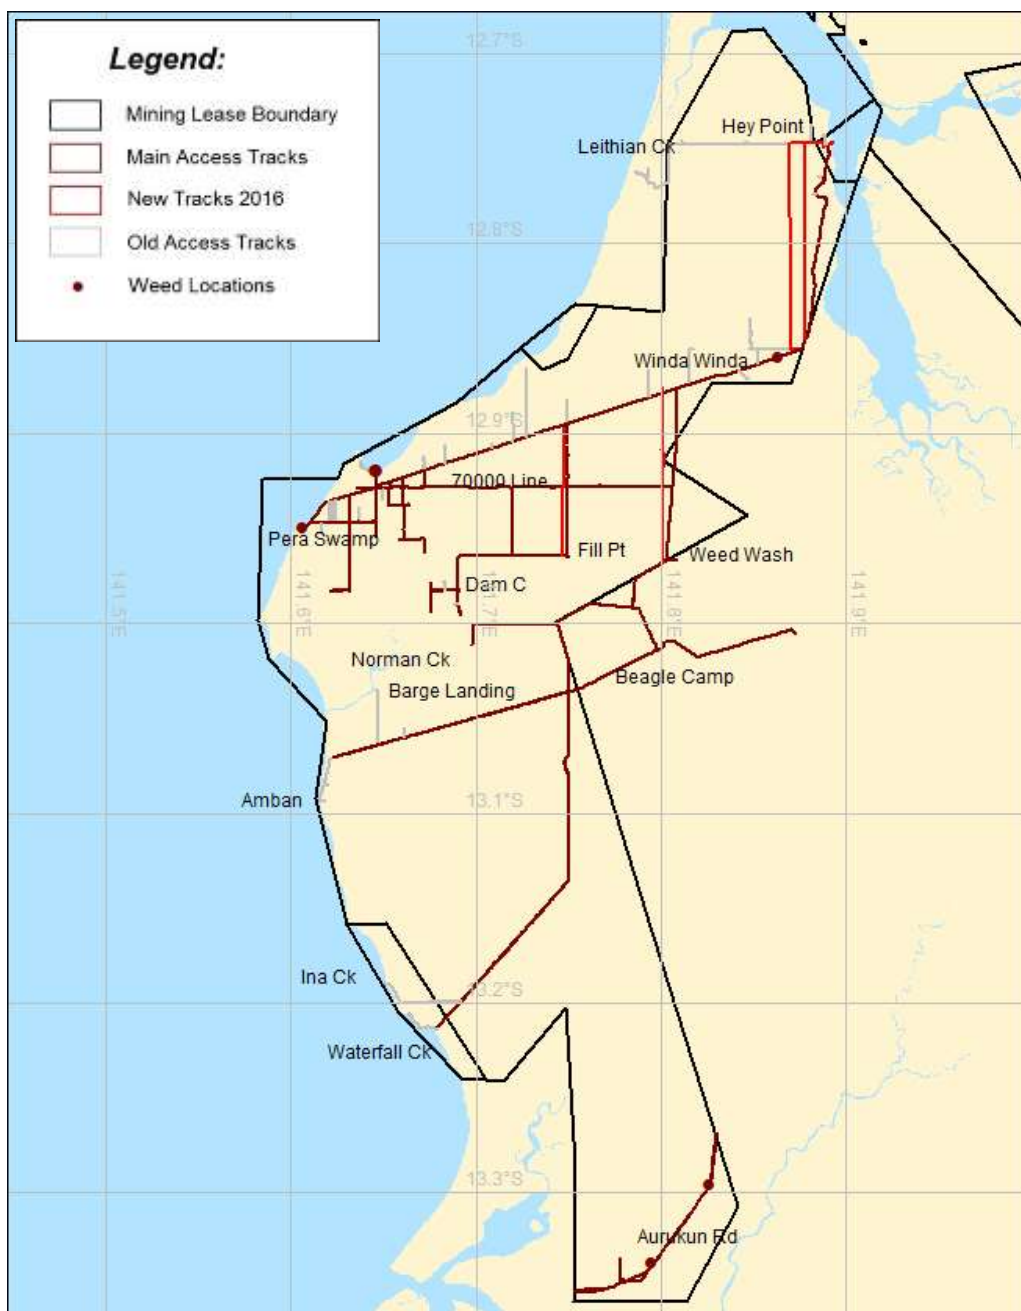 Legend:
Mining Lease Boundary
Main Access Tracks
New Tracks 2016
Old Access Tracks
Weed Locations
12.7°S
Hey Point
Leithian Ck
12.8°S
Winda Winda
12.9°S
70000 Line
Pera Swamp
Fill Pt
Weed Wash
Dam C
141.5°E
141.6°E
141.7°E
141.8°E
141.9°E
Norman Ck
Beagle Camp
Barge Landing
Amban
13.1°S
Ina Ck
13.2°S
Waterfall Ck
13.3°S
Aurukun Rd